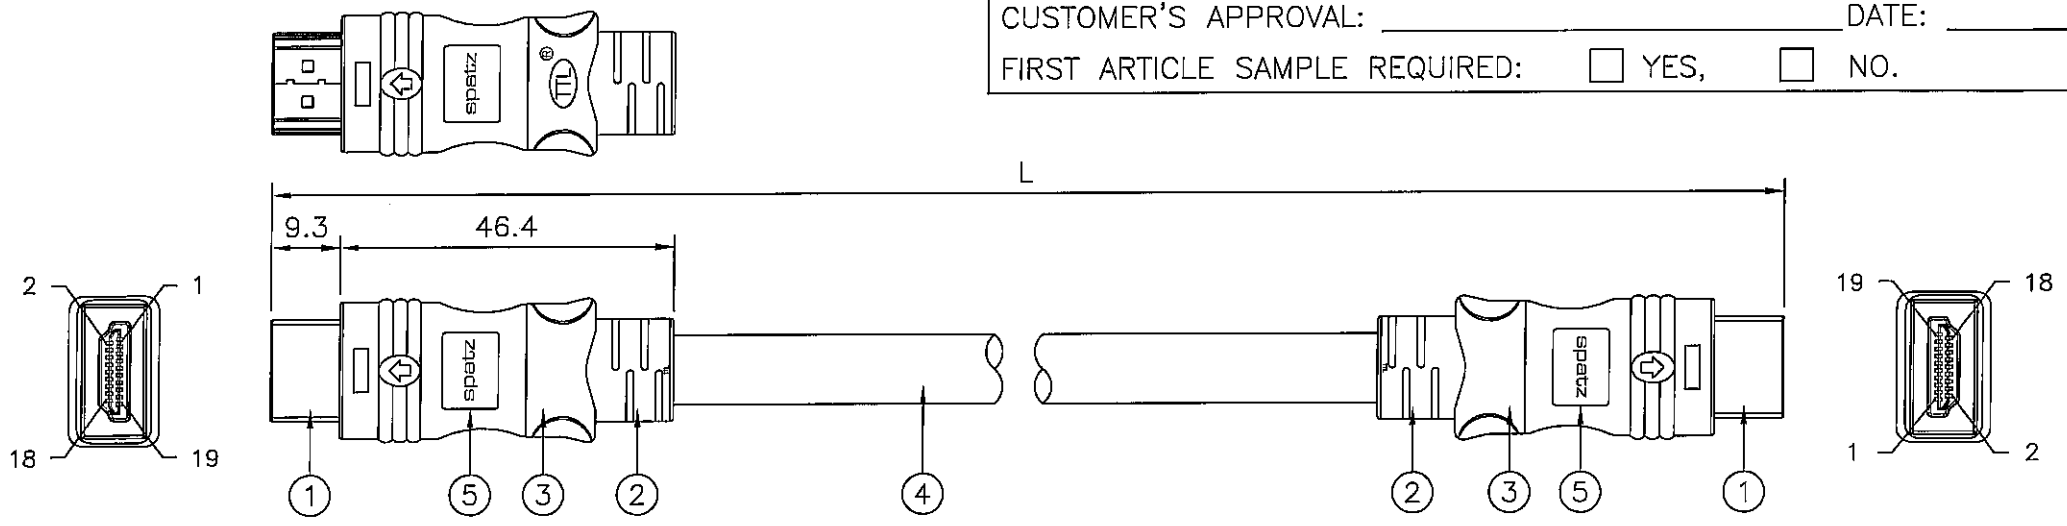 CUSTOMER'S APPROVAL: DATE:
FIRST ARTICLE SAMPLE REQUIRED: YES, NO.
spatz
TTL ®
L
9.3 46.4
2 1
18 19
spatz
spatz
19 18
1 2
1 5 3 2 4 2 3 5 1